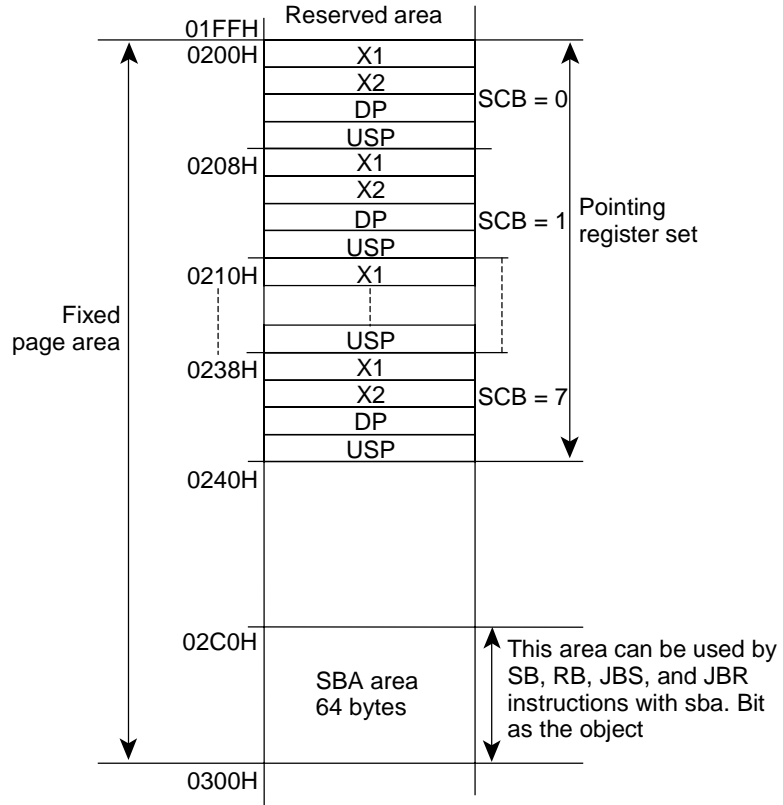 Reserved area
01FFH
0200H
X1
X2
DP
USP
SCB = 0
0208H
X1
X2
DP
USP
SCB = 1
Pointing
register set
0210H
X1
Fixed
page area
USP
0238H
X1
X2
DP
USP
SCB = 7
0240H
02C0H
SBA area
64 bytes
This area can be used by
SB, RB, JBS, and JBR
instructions with sba. Bit
as the object
0300H